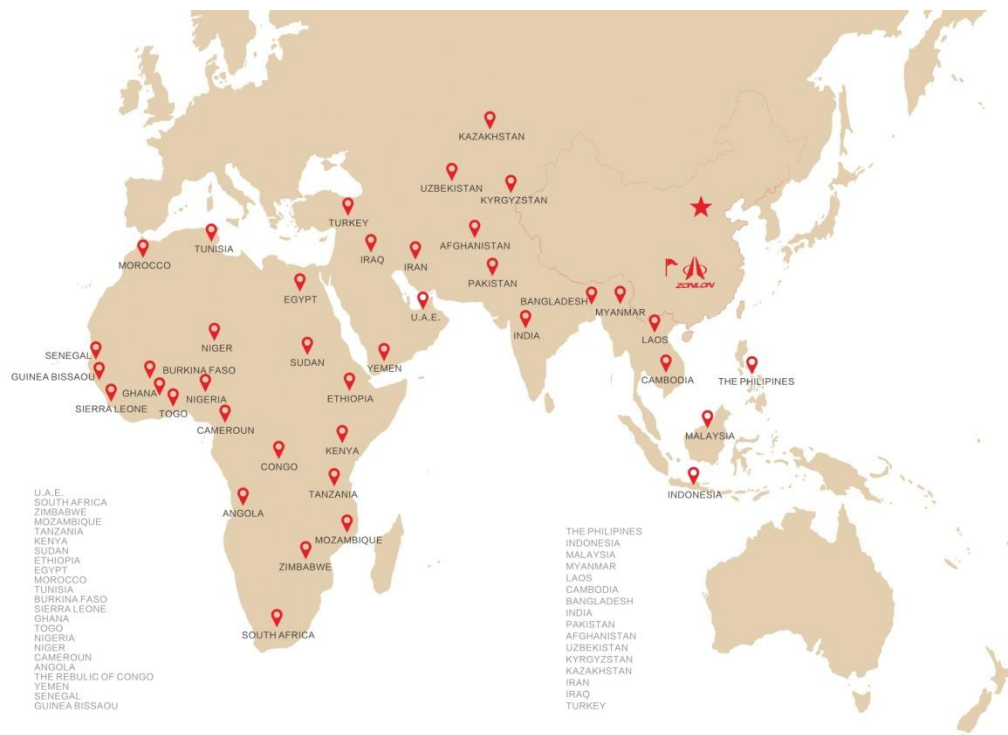 KAZAKHSTAN
UZBEKISTAN
KYRGYZSTAN
TURKEY
AFGHANISTAN
TUNISIA
MOROCCO
IRAQ
IRAN
PAKISTAN
ZONLON
EGYPT
BANGLADESH
MYANMAR
U.A.E.
INDIA
LAOS
NIGER
SENEGAL
SUDAN
YEMEN
BURKINA FASO
GUINEA BISSAOU
CAMBODIA
THE PHILIPINES
GHANA
NIGERIA
ETHIOPIA
SIERRA LEONE
TOGO
CAMEROUN
MALAYSIA
KENYA
CONGO
TANZANIA
INDONESIA
ANGOLA
MOZAMBIQUE
ZIMBABWE
SOUTH AFRICA
U.A.E.
SOUTH AFRICA
ZIMBABWE
MOZAMBIQUE
TANZANIA
KENYA
SUDAN
ETHIOPIA
EGYPT
MOROCCO
TUNISIA
BURKINA FASO
SIERRA LEONE
GHANA
TOGO
NIGERIA
NIGER
CAMEROUN
ANGOLA
THE REBULIC OF CONGO
YEMEN
SENEGAL
GUINEA BISSAOU
THE PHILIPINES
INDONESIA
MALAYSIA
MYANMAR
LAOS
CAMBODIA
BANGLADESH
INDIA
PAKISTAN
AFGHANISTAN
UZBEKISTAN
KYRGYZSTAN
KAZAKHSTAN
IRAN
IRAQ
TURKEY